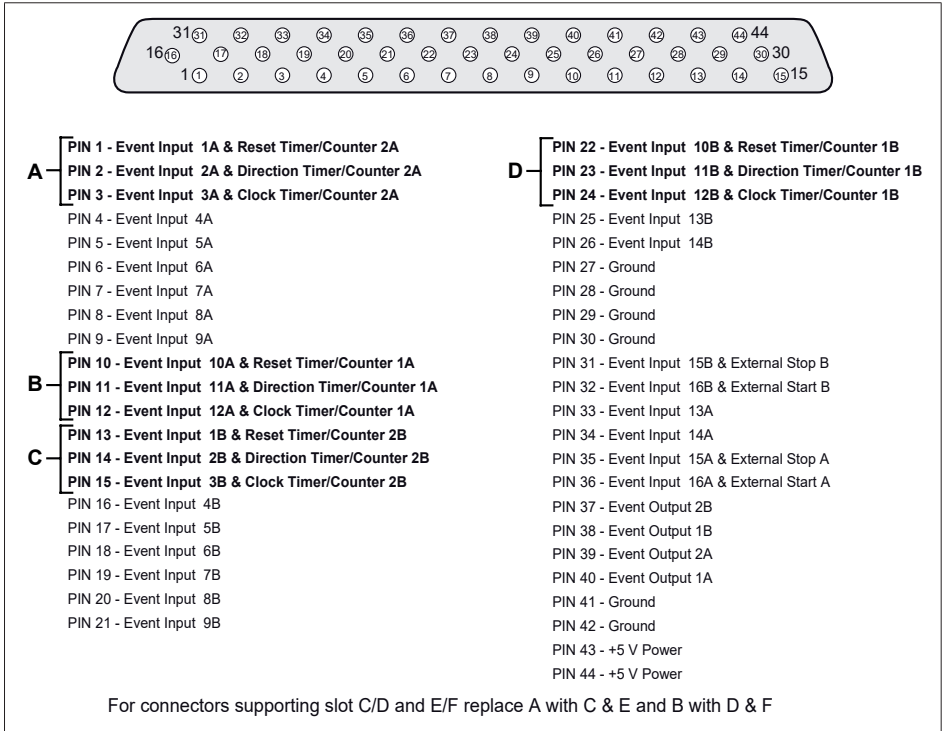 31 31 32 33 34 35 36 37 38 39 40 41 42 43 44 44
16 16 17 18 19 20 21 22 23 24 25 26 27 28 29 30 30
1 1 2 3 4 5 6 7 8 9 10 11 12 13 14 15 15
A
PIN 1 - Event Input 1A & Reset Timer/Counter 2A
PIN 2 - Event Input 2A & Direction Timer/Counter 2A
PIN 3 - Event Input 3A & Clock Timer/Counter 2A
PIN 4 - Event Input 4A
PIN 5 - Event Input 5A
PIN 6 - Event Input 6A
PIN 7 - Event Input 7A
PIN 8 - Event Input 8A
PIN 9 - Event Input 9A
B
PIN 10 - Event Input 10A & Reset Timer/Counter 1A
PIN 11 - Event Input 11A & Direction Timer/Counter 1A
PIN 12 - Event Input 12A & Clock Timer/Counter 1A
C
PIN 13 - Event Input 1B & Reset Timer/Counter 2B
PIN 14 - Event Input 2B & Direction Timer/Counter 2B
PIN 15 - Event Input 3B & Clock Timer/Counter 2B
PIN 16 - Event Input 4B
PIN 17 - Event Input 5B
PIN 18 - Event Input 6B
PIN 19 - Event Input 7B
PIN 20 - Event Input 8B
PIN 21 - Event Input 9B
D
PIN 22 - Event Input 10B & Reset Timer/Counter 1B
PIN 23 - Event Input 11B & Direction Timer/Counter 1B
PIN 24 - Event Input 12B & Clock Timer/Counter 1B
PIN 25 - Event Input 13B
PIN 26 - Event Input 14B
PIN 27 - Ground
PIN 28 - Ground
PIN 29 - Ground
PIN 30 - Ground
PIN 31 - Event Input 15B & External Stop B
PIN 32 - Event Input 16B & External Start B
PIN 33 - Event Input 13A
PIN 34 - Event Input 14A
PIN 35 - Event Input 15A & External Stop A
PIN 36 - Event Input 16A & External Start A
PIN 37 - Event Output 2B
PIN 38 - Event Output 1B
PIN 39 - Event Output 2A
PIN 40 - Event Output 1A
PIN 41 - Ground
PIN 42 - Ground
PIN 43 - +5 V Power
PIN 44 - +5 V Power
For connectors supporting slot C/D and E/F replace A with C & E and B with D & F